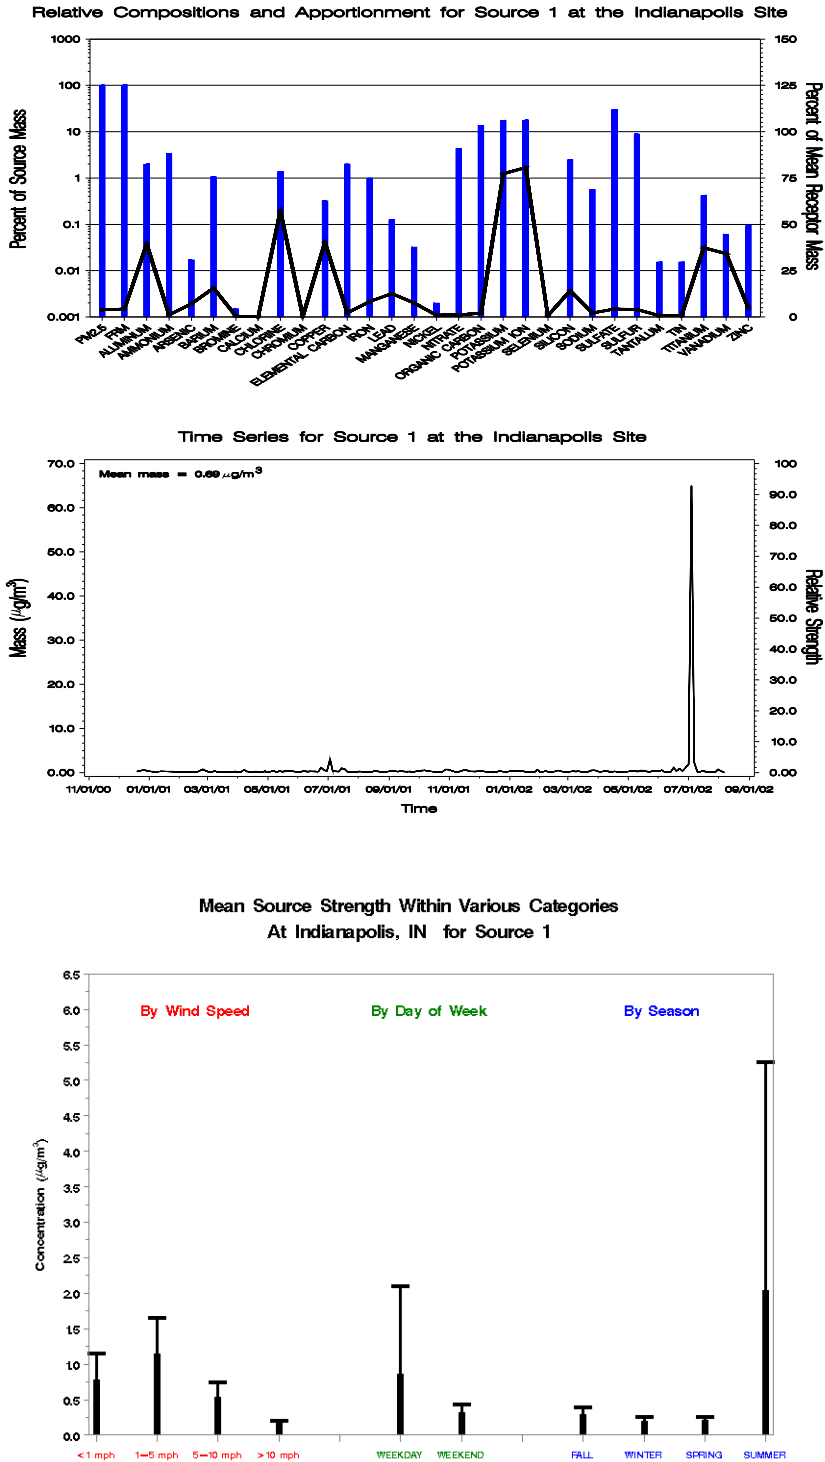 Relative Compositions and Apportionment for Source 1 at the Indianapolis Site
1000
100
10
1
0.1
0.01
0.001
Percent of Source Mass
150
125
100
75
50
25
0
Percent of Mean Receptor Mass
PM2.5
FRM
ALUMINUM
AMMONIUM
ARSENIC
BARIUM
BROMINE
CALCIUM
CHLORINE
CHROMIUM
COPPER
ELEMENTAL CARBON
IRON
LEAD
MANGANESE
NICKEL
NITRATE
ORGANIC CARBON
POTASSIUM
POTASSIUM ION
SELENIUM
SILICON
SODIUM
SULFATE
SULFUR
TANTALUM
TIN
TITANIUM
VANADIUM
ZINC
Time Series for Source 1 at the Indianapolis Site
Mean mass = 0.69 μg/m³
70.0
60.0
50.0
40.0
30.0
20.0
10.0
0.00
Mass (μg/m³)
100
90.0
80.0
70.0
60.0
50.0
40.0
30.0
20.0
10.0
0.00
Relative Strength
11/01/00 01/01/01 03/01/01 05/01/01 07/01/01 09/01/01 11/01/01 01/01/02 03/01/02 05/01/02 07/01/02 09/01/02
Time
Mean Source Strength Within Various Categories
At Indianapolis, IN for Source 1
By Wind Speed By Day of Week By Season
6.5
6.0
5.5
5.0
4.5
4.0
3.5
3.0
2.5
2.0
1.5
1.0
0.5
0.0
Concentration (μg/m³)
<1 mph 1-5 mph 5-10 mph >10 mph WEEKDAY WEEKEND FALL WINTER SPRING SUMMER